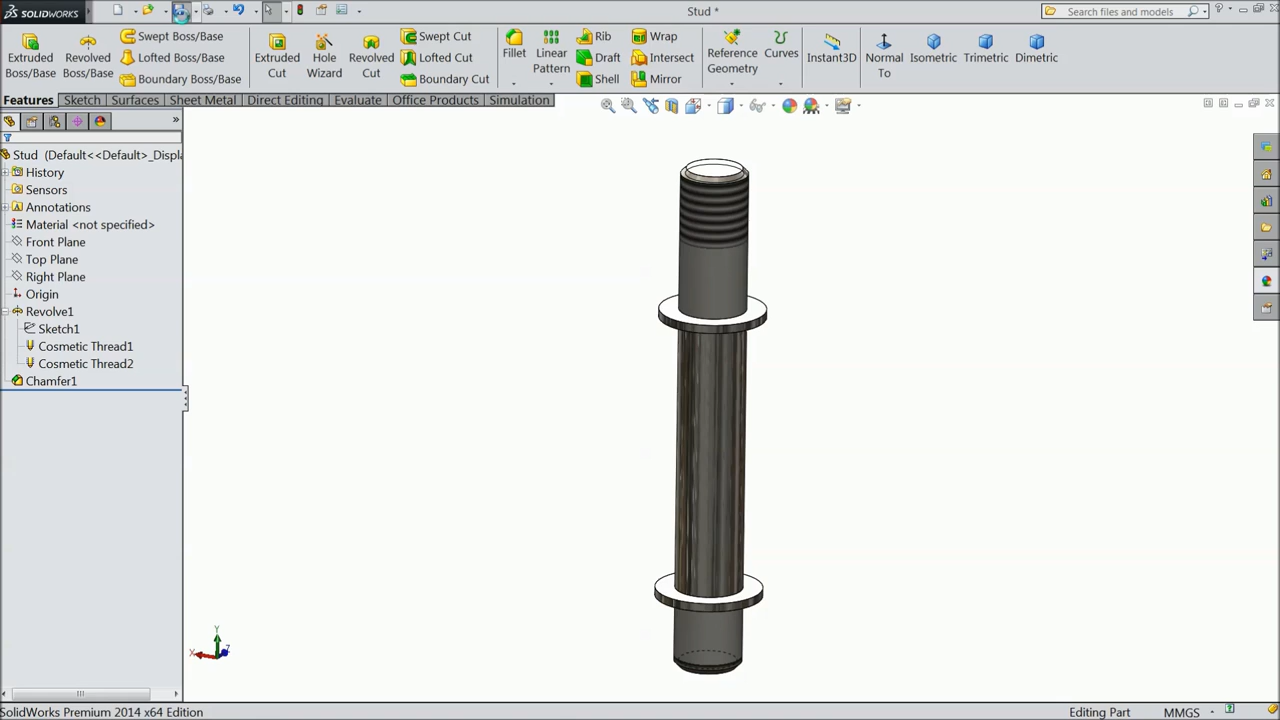 SOLIDWORKS
Stud *
Search files and models
Extruded Boss/Base
Revolved Boss/Base
Swept Boss/Base
Lofted Boss/Base
Boundary Boss/Base
Extruded Cut
Hole Wizard
Revolved Cut
Swept Cut
Lofted Cut
Boundary Cut
Fillet
Linear Pattern
Rib
Draft
Shell
Wrap
Intersect
Mirror
Reference Geometry
Curves
Instant3D
Normal To
Isometric
Trimetric
Dimetric
Features
Sketch
Surfaces
Sheet Metal
Direct Editing
Evaluate
Office Products
Simulation
Stud (Default<<Default>_Displa
History
Sensors
Annotations
Material <not specified>
Front Plane
Top Plane
Right Plane
Origin
Revolve1
Sketch1
Cosmetic Thread1
Cosmetic Thread2
Chamfer1
Y
X
Z
SolidWorks Premium 2014 x64 Edition
Editing Part
MMGS